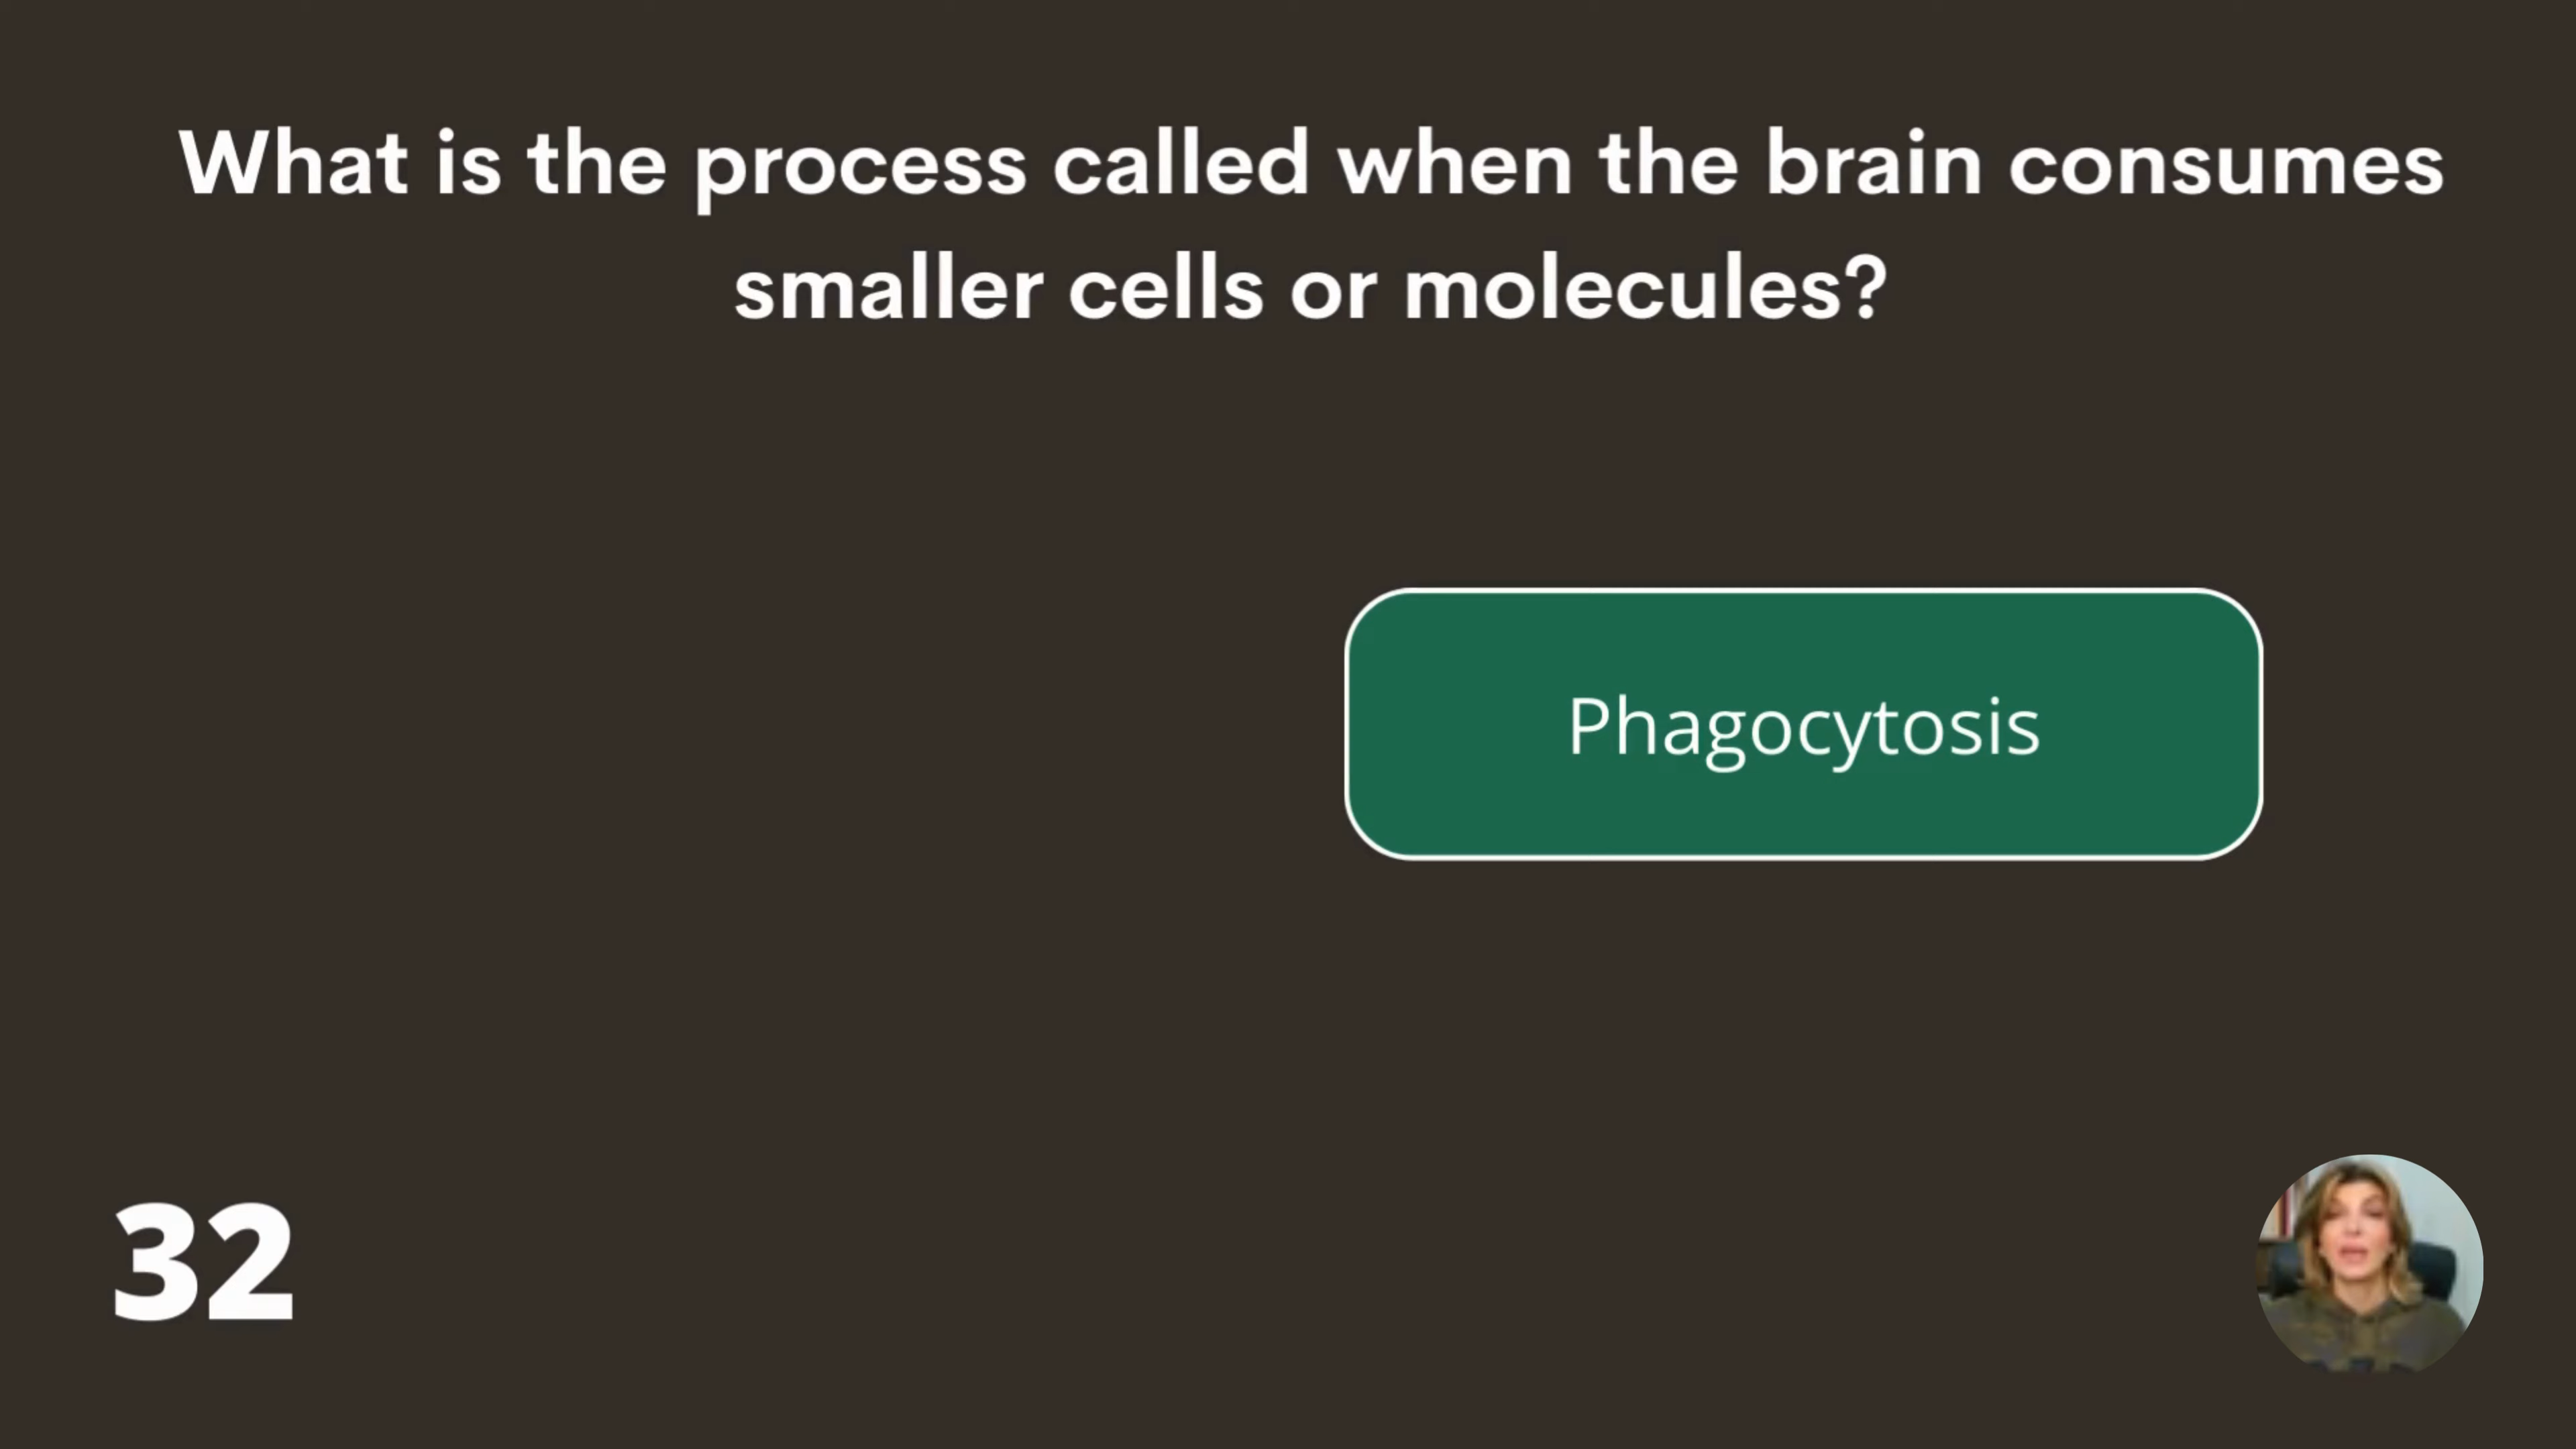 What is the process called when the brain consumes
smaller cells or molecules?
Phagocytosis
32